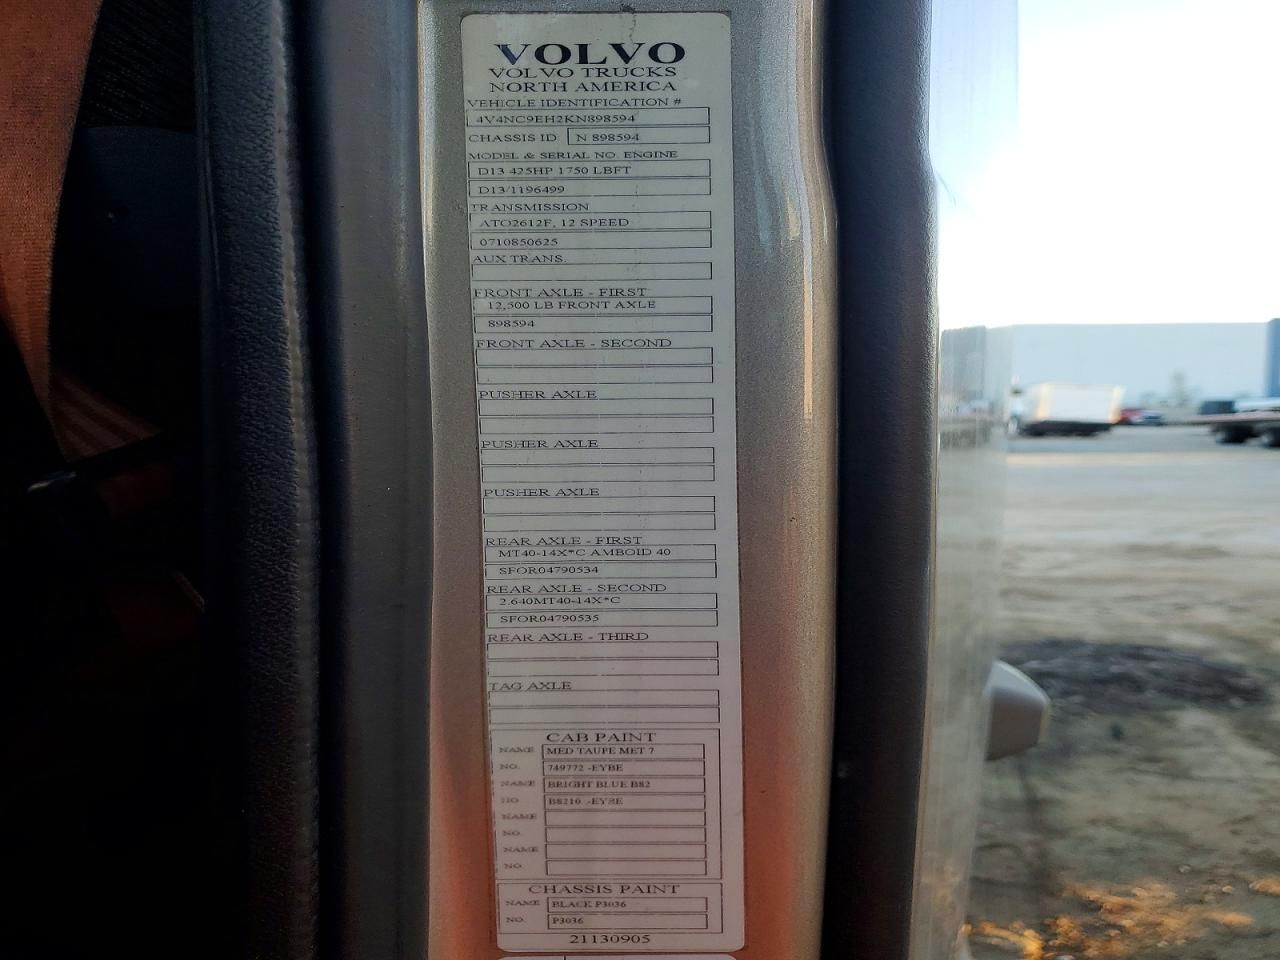 VOLVO
VOLVO TRUCKS
NORTH AMERICA
VEHICLE IDENTIFICATION #
4V4NC9EH2KN898594
CHASSIS ID N 898594
MODEL & SERIAL NO. ENGINE
D13 425HP 1750 LBFT
D13/1196499
TRANSMISSION
ATO2612F, 12 SPEED
0710850625
AUX TRANS.
FRONT AXLE - FIRST
12,500 LB FRONT AXLE
898594
FRONT AXLE - SECOND
PUSHER AXLE
PUSHER AXLE
PUSHER AXLE
REAR AXLE - FIRST
MT40-14X*C AMBOID 40
SFOR04790534
REAR AXLE - SECOND
2.640MT40-14X*C
SFOR04790535
REAR AXLE - THIRD
TAG AXLE
CAB PAINT
NAME MED TAUPE MET 7
NO. 749772 -EYBE
NAME BRIGHT BLUE B82
NO B8210 -EYBE
NAME
NO.
NAME
NO.
CHASSIS PAINT
NAME BLACK P3036
NO. P3036
21130905